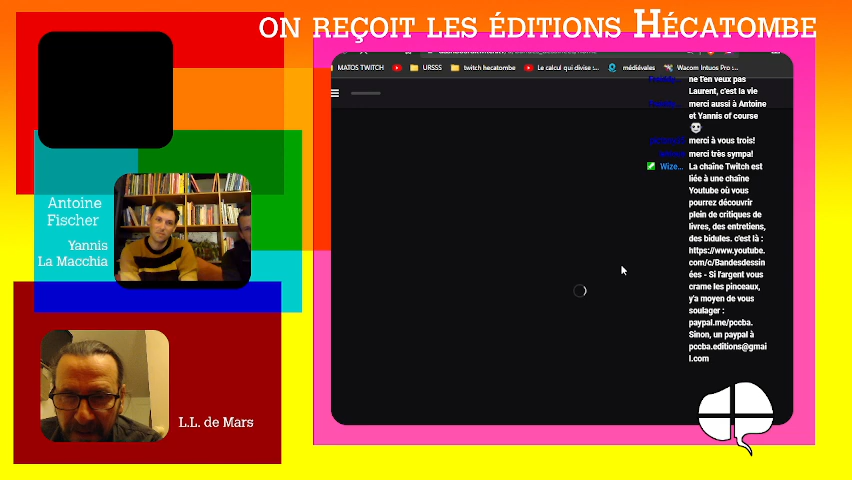 ON REÇOIT LES ÉDITIONS HÉCATOMBE
MATOS TWITCH
URSSS
twitch hecatombe
Le calcul qui divise :...
médiévales
Wacom Intuos Pro :...
ne t'en veux pas
Laurent, c'est la vie
merci aussi à Antoine
et Yannis of course
merci à vous trois!
merci très sympa!
Wize...
La chaîne Twitch est
liée à une chaîne
Youtube où vous
pourrez découvrir
plein de critiques de
livres, des entretiens,
des bidules. c'est là :
https://www.youtube.
com/c/Bandesdessin
ées - Si l'argent vous
crame les pinceaux,
y'a moyen de vous
soulager :
paypal.me/pccba.
Sinon, un paypal à
pccba.editions@gmai
l.com
Antoine
Fischer
Yannis
La Macchia
L.L. de Mars